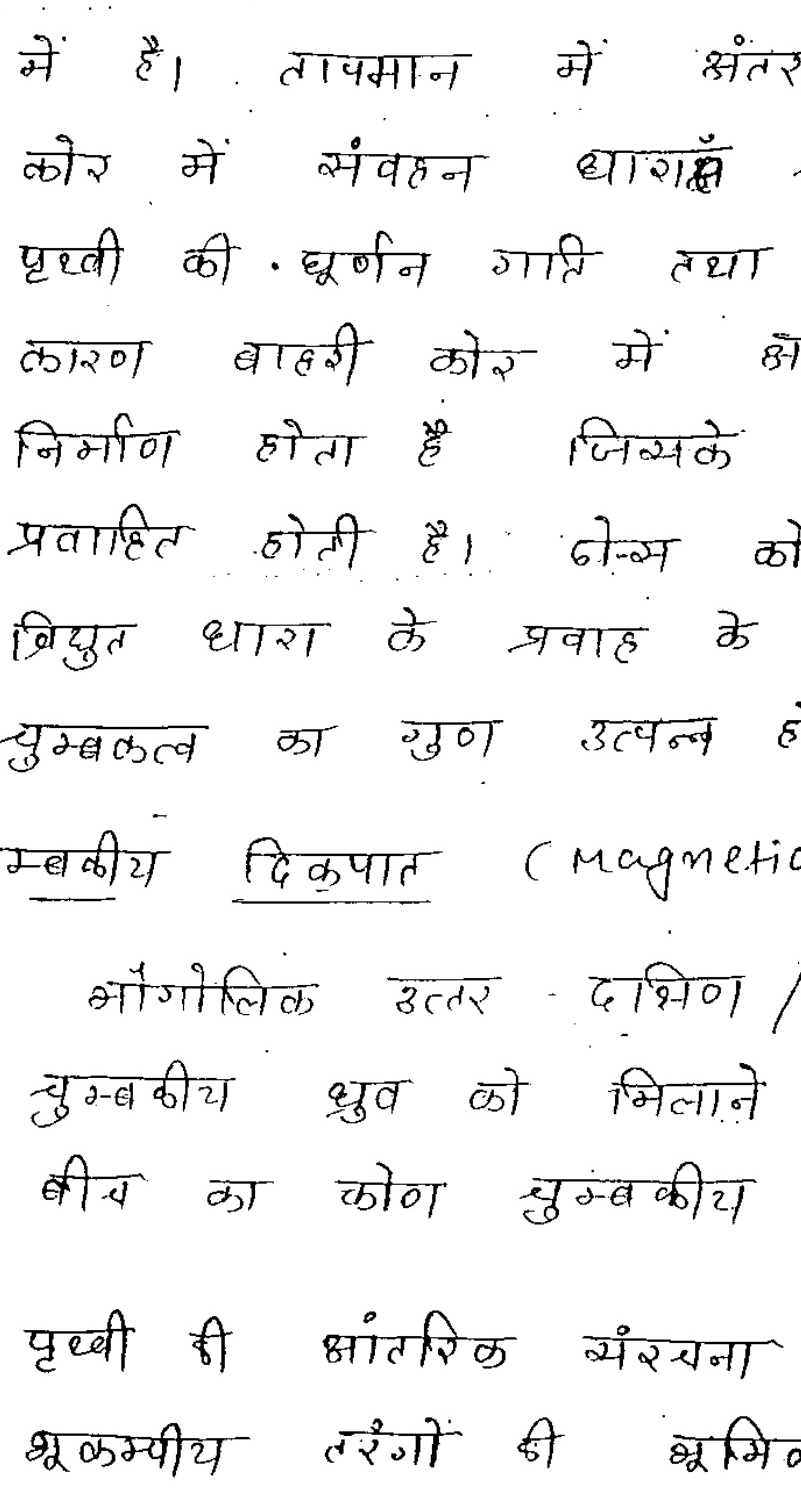 में है। तापमान में अंतर
कोर में संवहन धाराएँ
पृथ्वी की घूर्णन गति तथा
कारण बाहरी कोर में
निर्माण होता है जिसके
प्रवाहित होती है। ठोस को
विद्युत धारा के प्रवाह के
चुम्बकत्व का गुण उत्पन्न हो
म्बकीय दिकपात (Magnetic
भौगोलिक उत्तर - दक्षिण /
चुम्बकीय ध्रुव को मिलाने
बीच का कोण चुम्बकीय
पृथ्वी की आंतरिक संरचना
भूकम्पीय तरंगों की भूमिक